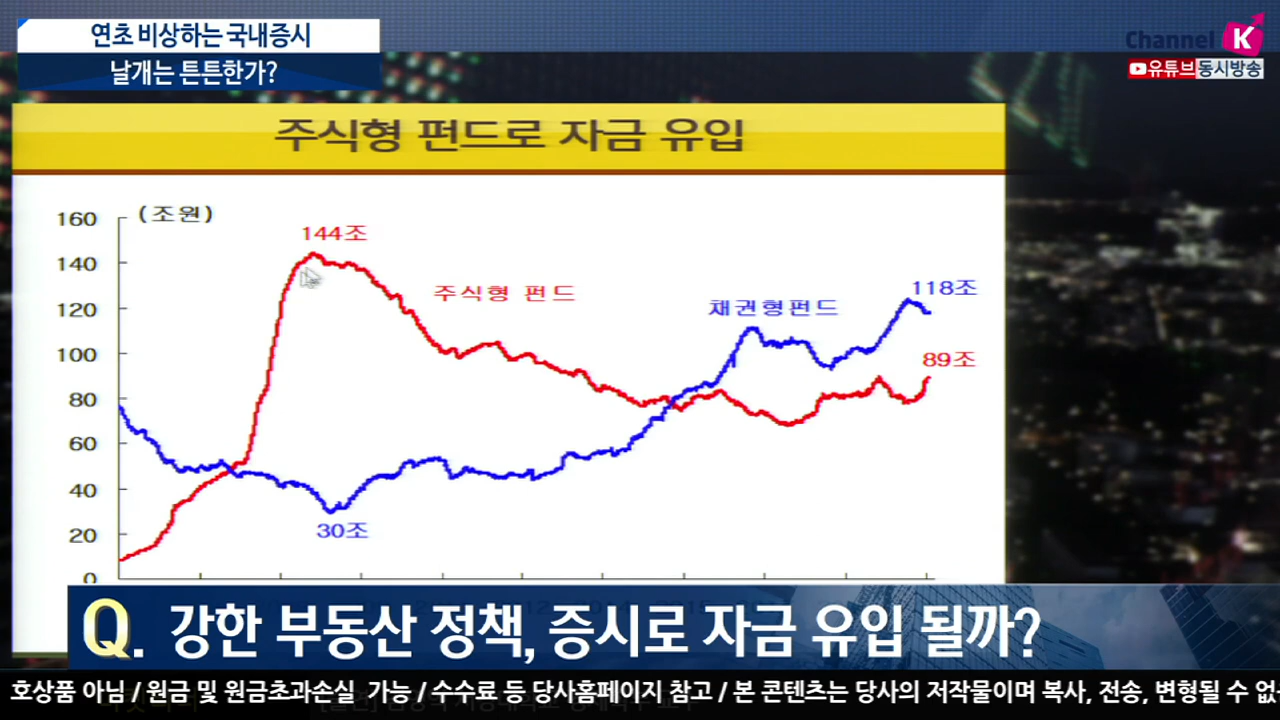 연초 비상하는 국내증시
날개는 튼튼한가?
Channel K
유튜브 동시방송
주식형 펀드로 자금 유입
(조원)
160
140
120
100
80
60
40
20
0
144조
주식형 펀드
채권형펀드
118조
89조
30조
Q. 강한 부동산 정책, 증시로 자금 유입 될까?
호상품 아님 / 원금 및 원금초과손실 가능 / 수수료 등 당사홈페이지 참고 / 본 콘텐츠는 당사의 저작물이며 복사, 전송, 변형될 수 없